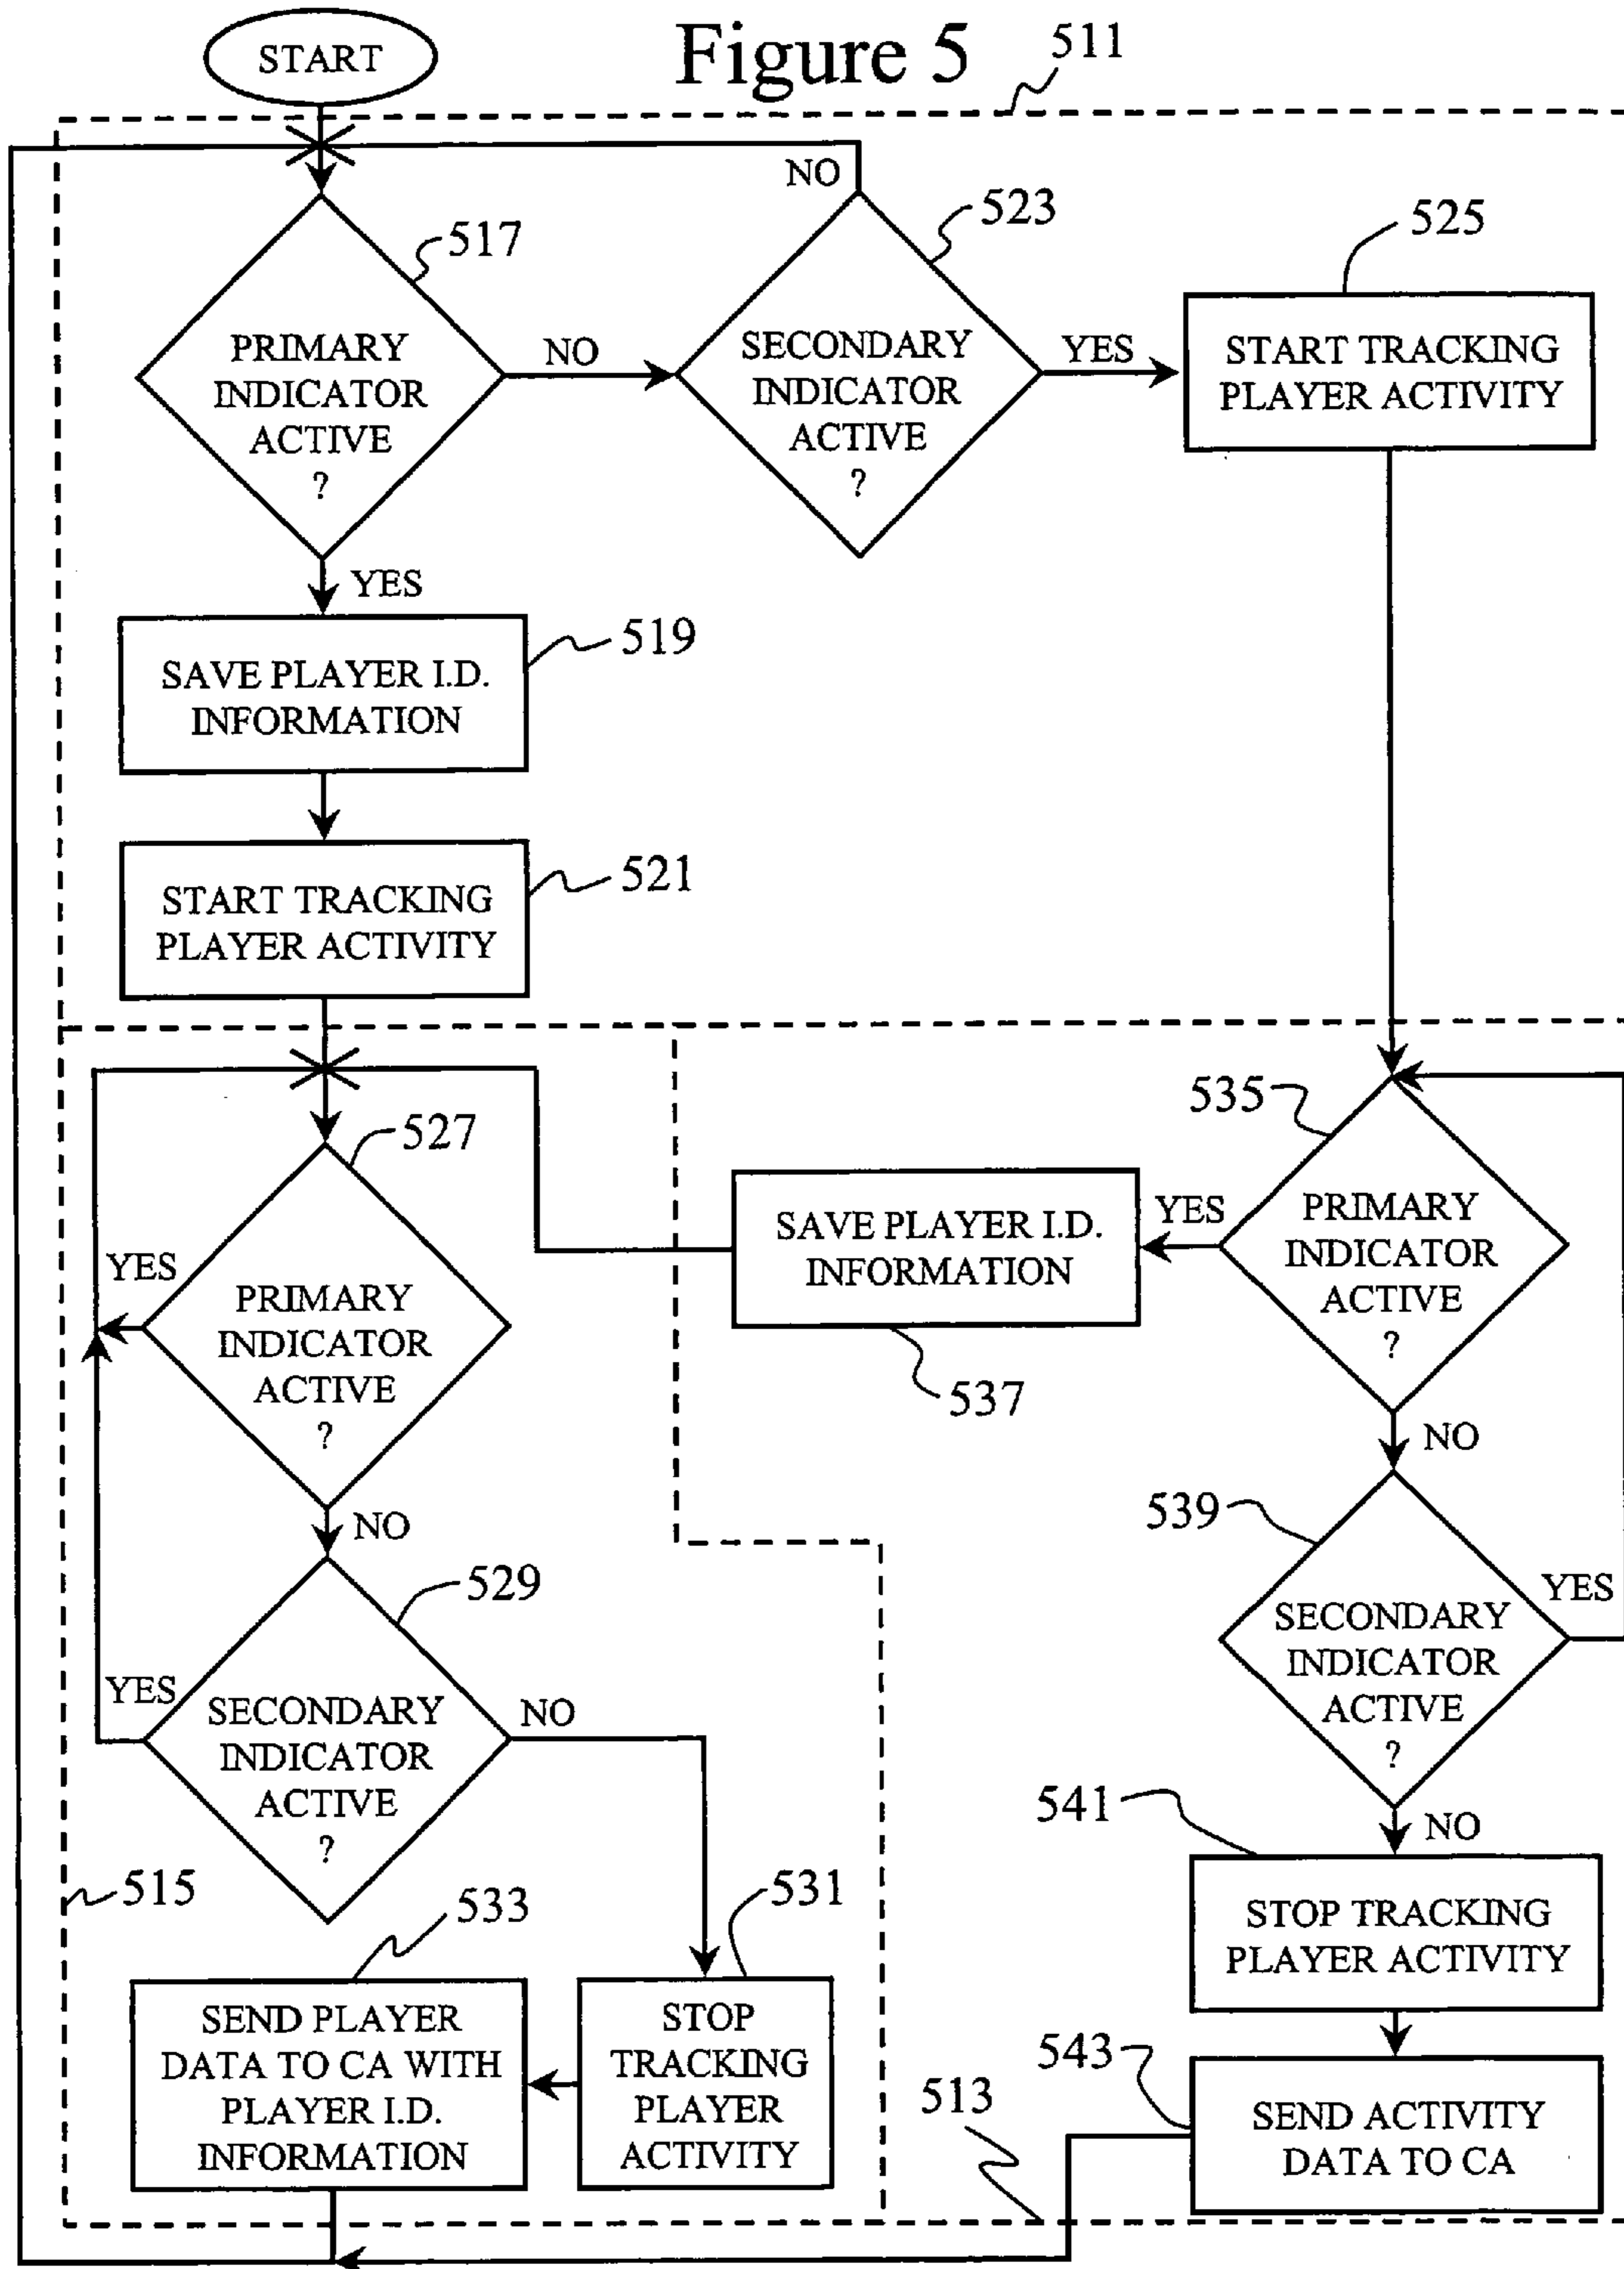 START
Figure 5
511
NO
517
523
525
PRIMARY
INDICATOR
ACTIVE
?
NO
SECONDARY
INDICATOR
ACTIVE
?
YES
START TRACKING
PLAYER ACTIVITY
YES
519
SAVE PLAYER I.D.
INFORMATION
521
START TRACKING
PLAYER ACTIVITY
527
535
YES
PRIMARY
INDICATOR
ACTIVE
?
SAVE PLAYER I.D.
INFORMATION
YES
PRIMARY
INDICATOR
ACTIVE
?
537
NO
NO
529
539
YES
SECONDARY
INDICATOR
ACTIVE
?
NO
SECONDARY
INDICATOR
ACTIVE
?
YES
541
NO
515
533
531
STOP TRACKING
PLAYER ACTIVITY
SEND PLAYER
DATA TO CA WITH
PLAYER I.D.
INFORMATION
STOP
TRACKING
PLAYER
ACTIVITY
543
513
SEND ACTIVITY
DATA TO CA